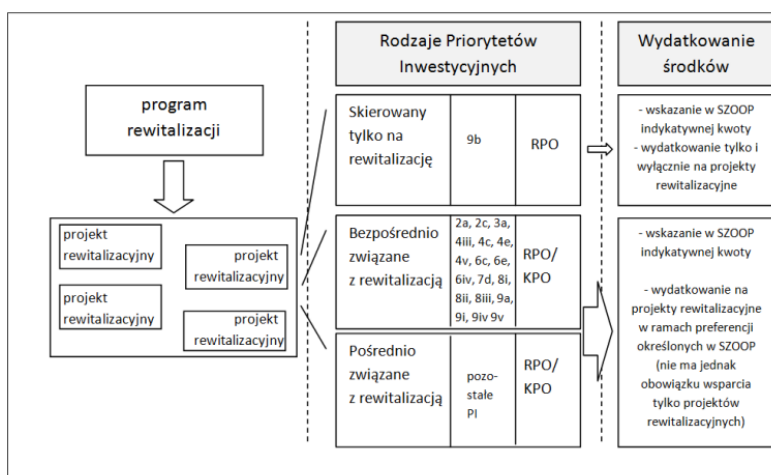 Rodzaje Priorytetów
Inwestycyjnych
Wydatkowanie
środków
program
rewitalizacji
projekt
rewitalizacyjny
projekt
rewitalizacyjny
projekt
rewitalizacyjny
projekt
rewitalizacyjny
Skierowany
tylko na
rewitalizację
9b
RPO
- wskazanie w SZOOP
indykatywnej kwoty
- wydatkowanie tylko i
wyłącznie na projekty
rewitalizacyjne
Bezpośrednio
związane
z rewitalizacją
2a, 2c, 3a,
4iii, 4c, 4e,
4v, 6c, 6e,
6iv, 7d, 8i,
8ii, 8iii, 9a,
9i, 9iv 9v
RPO/
KPO
Pośrednio
związane
z rewitalizacją
pozo-
stałe
PI
RPO/
KPO
- wskazanie w SZOOP
indykatywnej kwoty
- wydatkowanie na
projekty rewitalizacyjne
w ramach preferencji
określonych w SZOOP
(nie ma jednak
obowiązku wsparcia
tylko projektów
rewitalizacyjnych)